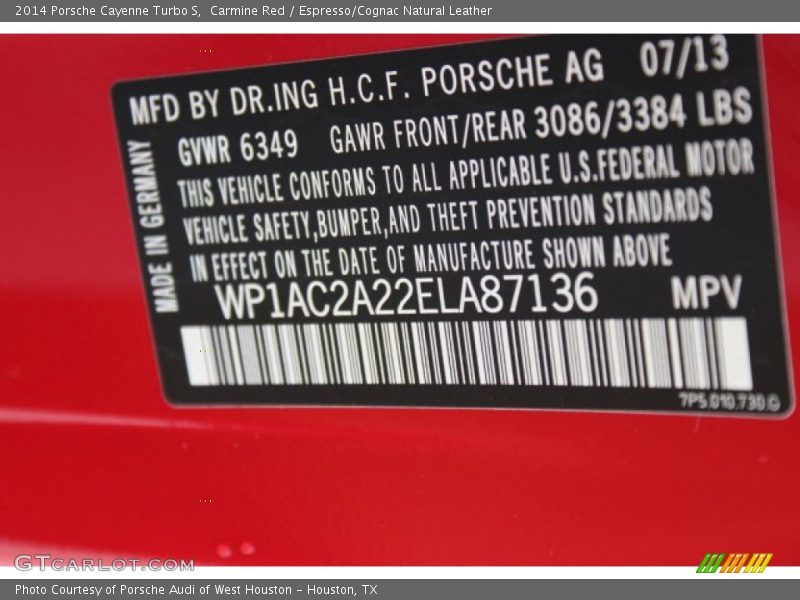 2014 Porsche Cayenne Turbo S,  Carmine Red / Espresso/Cognac Natural Leather
MFD BY DR.ING H.C.F. PORSCHE AG 07/13
GVWR 6349 GAWR FRONT/REAR 3086/3384 LBS
THIS VEHICLE CONFORMS TO ALL APPLICABLE U.S.FEDERAL MOTOR
VEHICLE SAFETY,BUMPER,AND THEFT PREVENTION STANDARDS
IN EFFECT ON THE DATE OF MANUFACTURE SHOWN ABOVE
MADE IN GERMANY
WP1AC2A22ELA87136 MPV
7P5.010.730.G
GTCARLOT.COM
Photo Courtesy of Porsche Audi of West Houston - Houston, TX